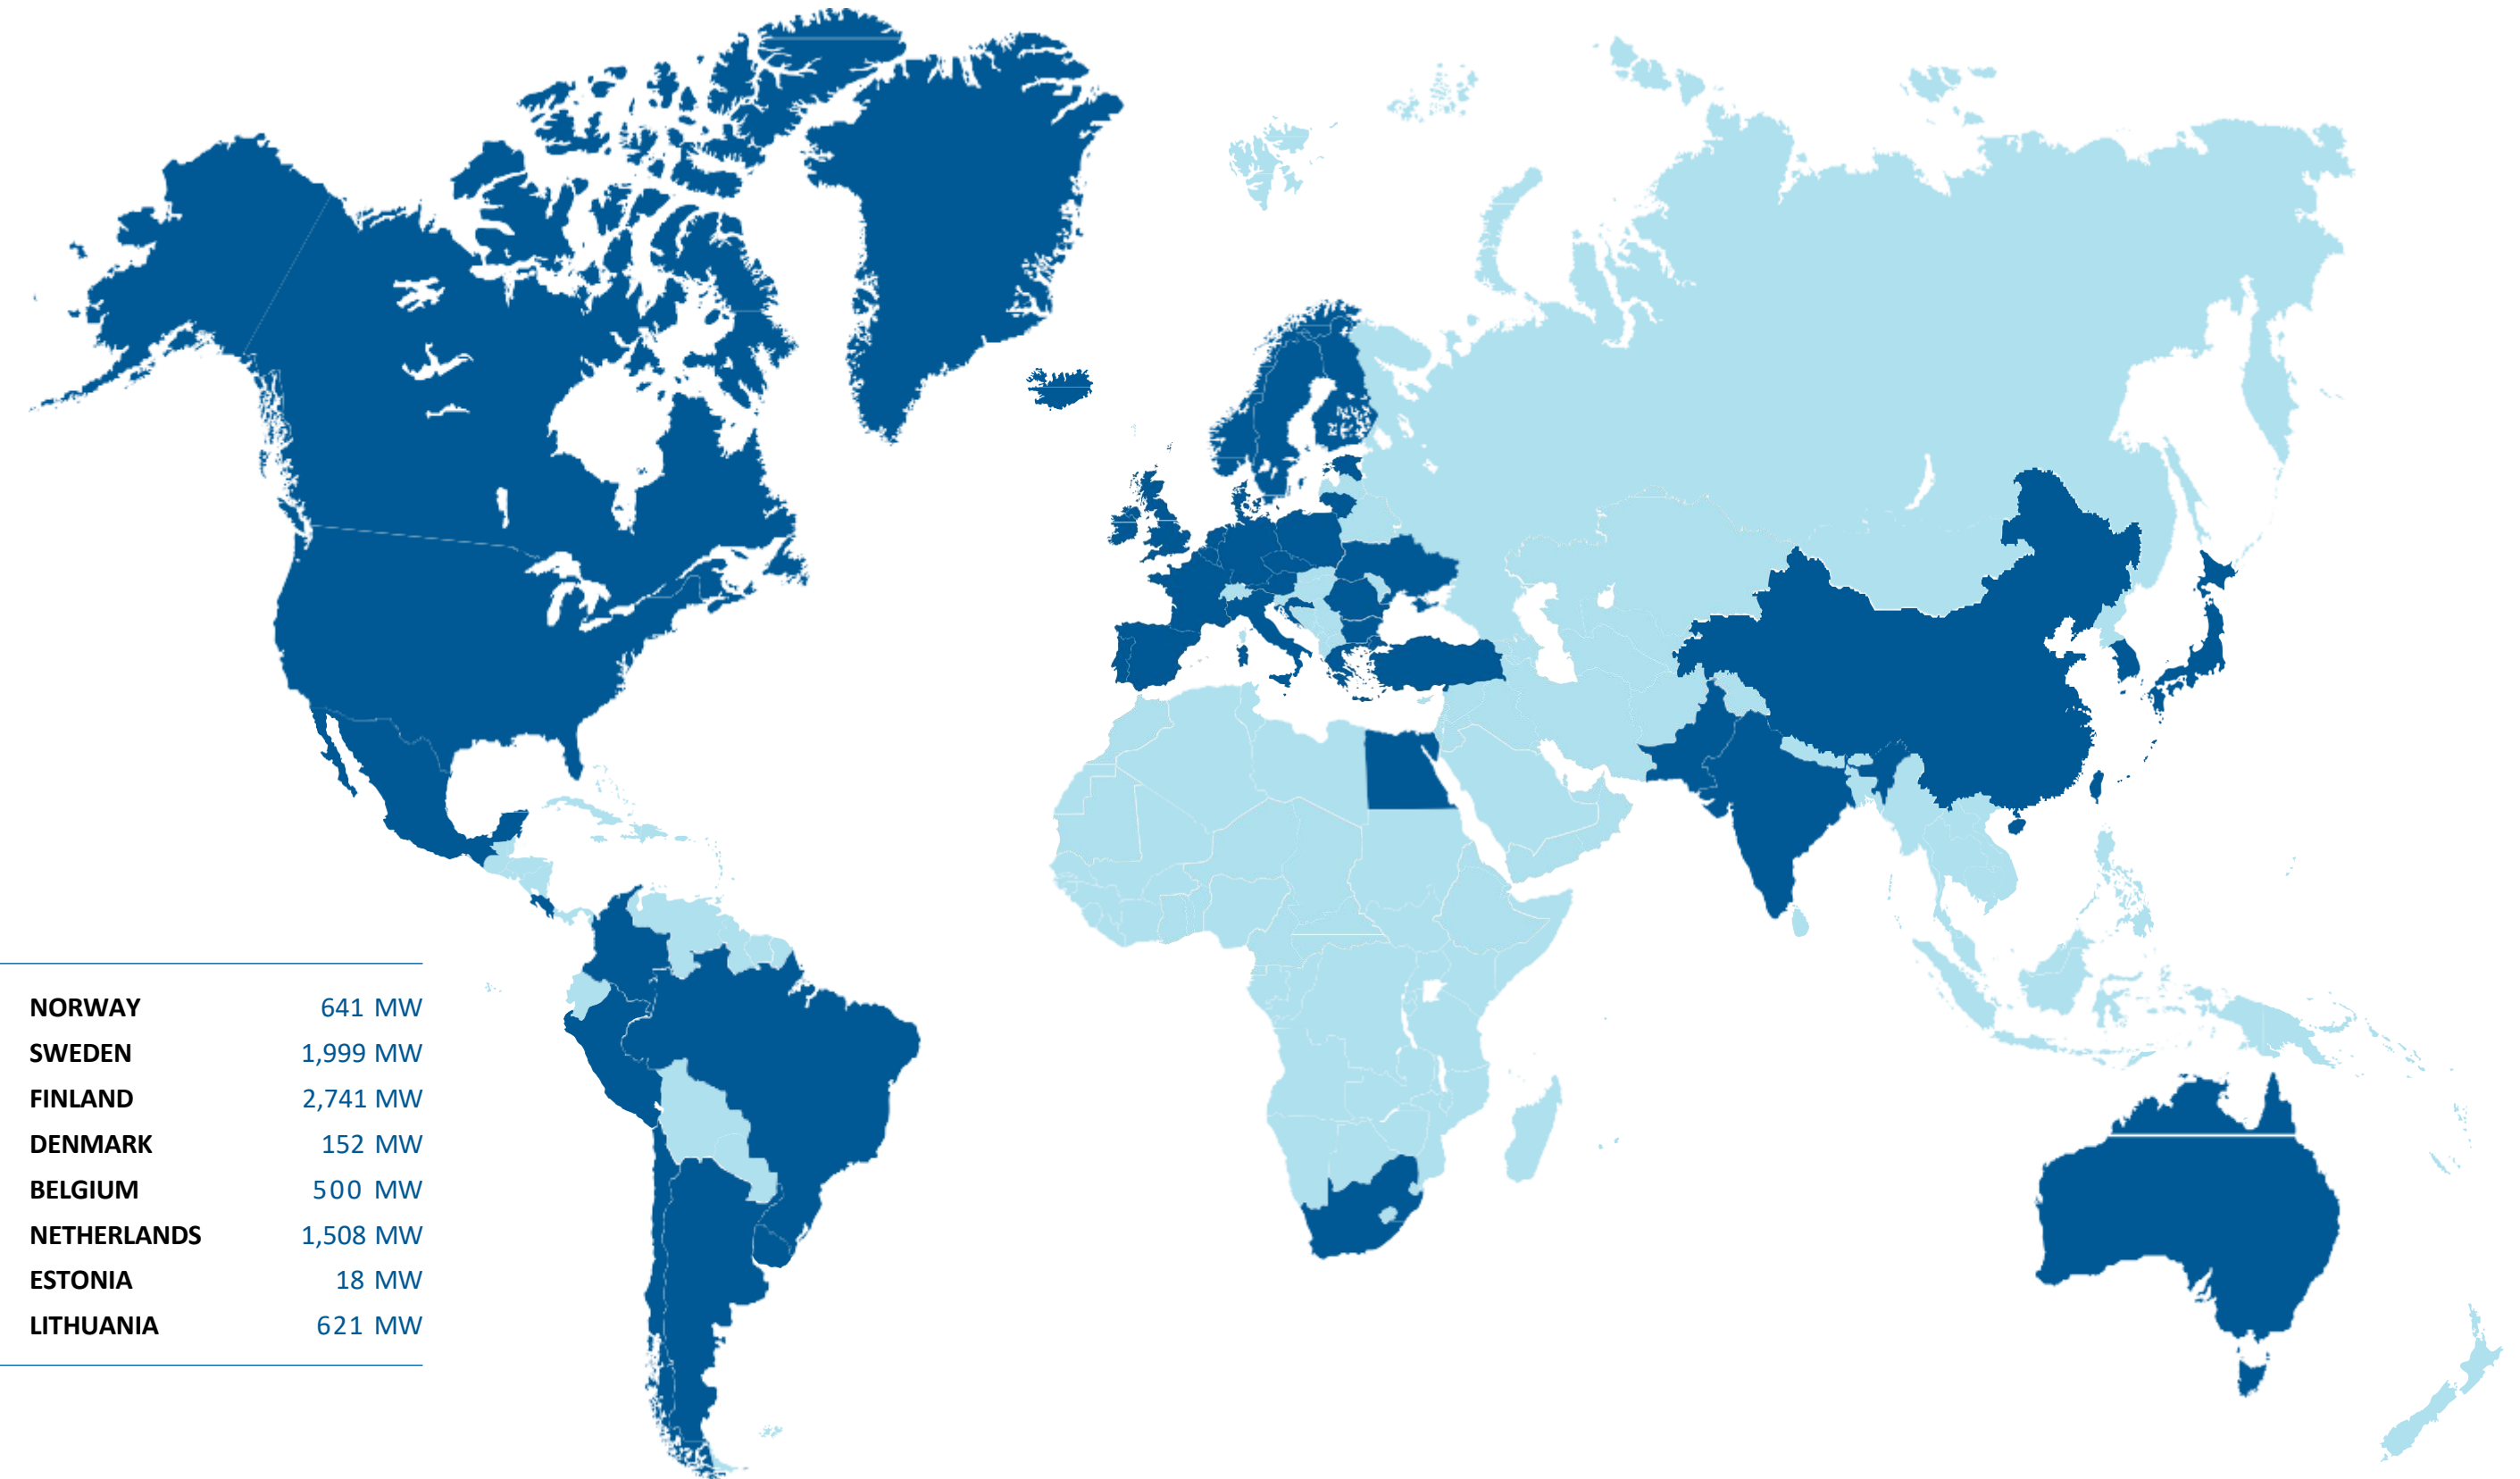 NORWAY 641 MW
SWEDEN 1,999 MW
FINLAND 2,741 MW
DENMARK 152 MW
BELGIUM 500 MW
NETHERLANDS 1,508 MW
ESTONIA 18 MW
LITHUANIA 621 MW